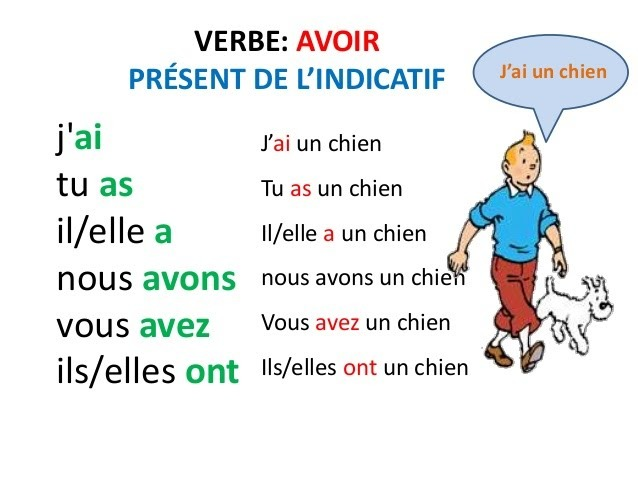 VERBE: AVOIR
PRÉSENT DE L’INDICATIF
J’ai un chien
j'ai
tu as
il/elle a
nous avons
vous avez
ils/elles ont
J’ai un chien
Tu as un chien
Il/elle a un chien
nous avons un chien
Vous avez un chien
Ils/elles ont un chien